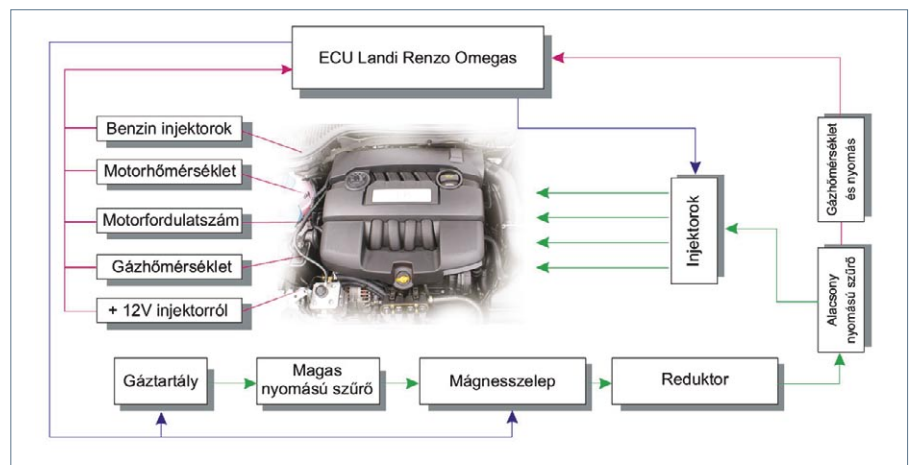 ECU Landi Renzo Omegas
Benzin injektorok
Motorhőmérséklet
Motorfordulatszám
Gázhőmérséklet
+ 12V injektorról
Injektorok
Gázhőmérséklet
és nyomás
Alacsony
nyomású szűrő
Gáztartály
Magas
nyomású szűrő
Mágnesszelep
Reduktor